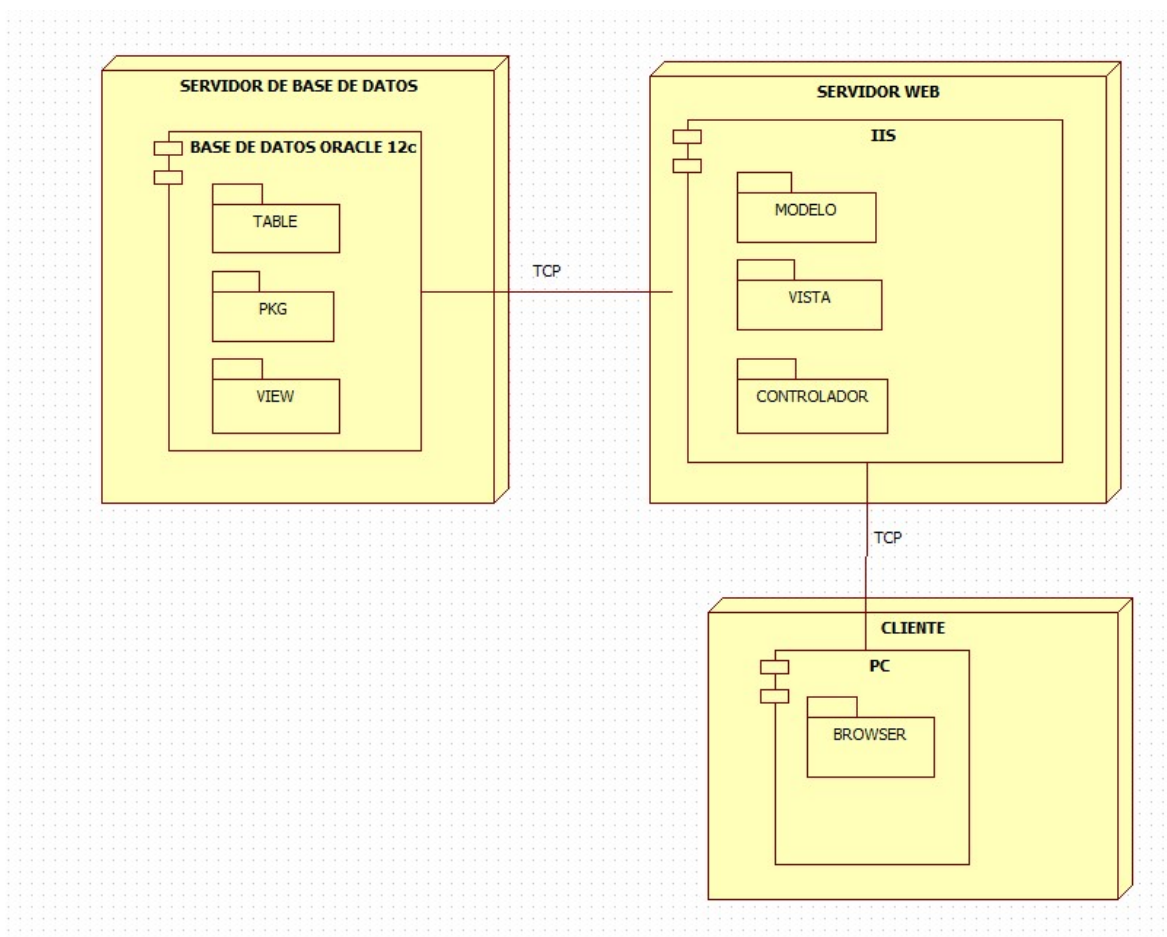 SERVIDOR DE BASE DE DATOS
BASE DE DATOS ORACLE 12c
TABLE
PKG
VIEW
TCP
SERVIDOR WEB
IIS
MODELO
VISTA
CONTROLADOR
TCP
CLIENTE
PC
BROWSER